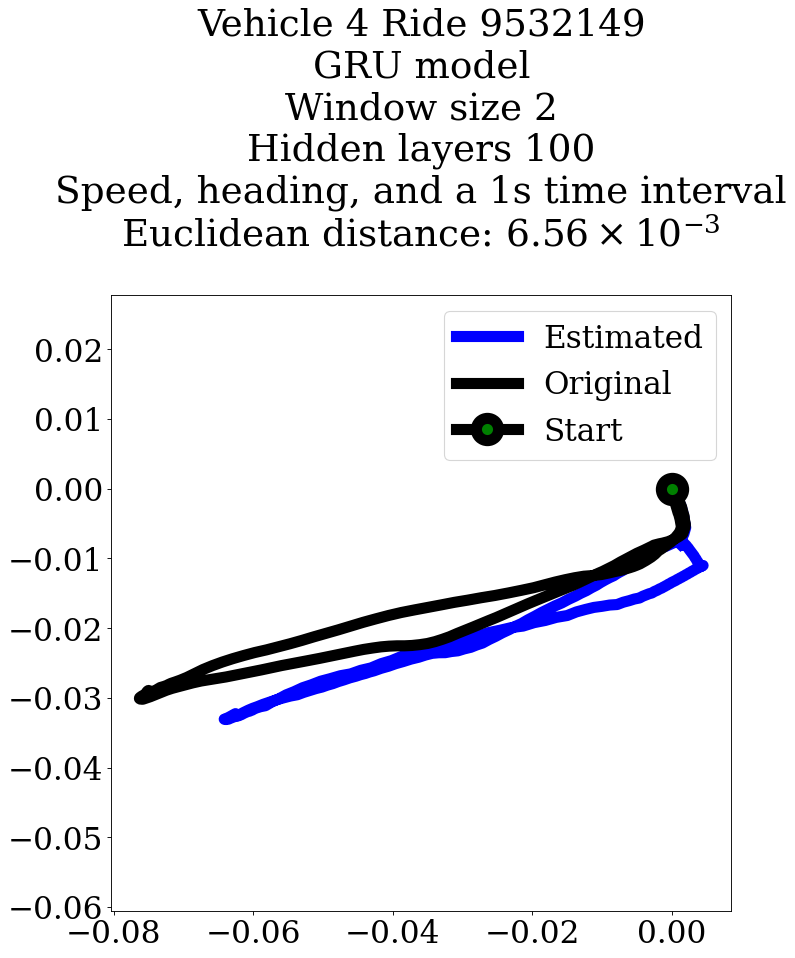 Vehicle 4 Ride 9532149
GRU model
Window size 2
Hidden layers 100
Speed, heading, and a 1s time interval
Euclidean distance: 6.56 × 10⁻³
Estimated
Original
Start
0.02
0.01
0.00
−0.01
−0.02
−0.03
−0.04
−0.05
−0.06
−0.08
−0.06
−0.04
−0.02
0.00